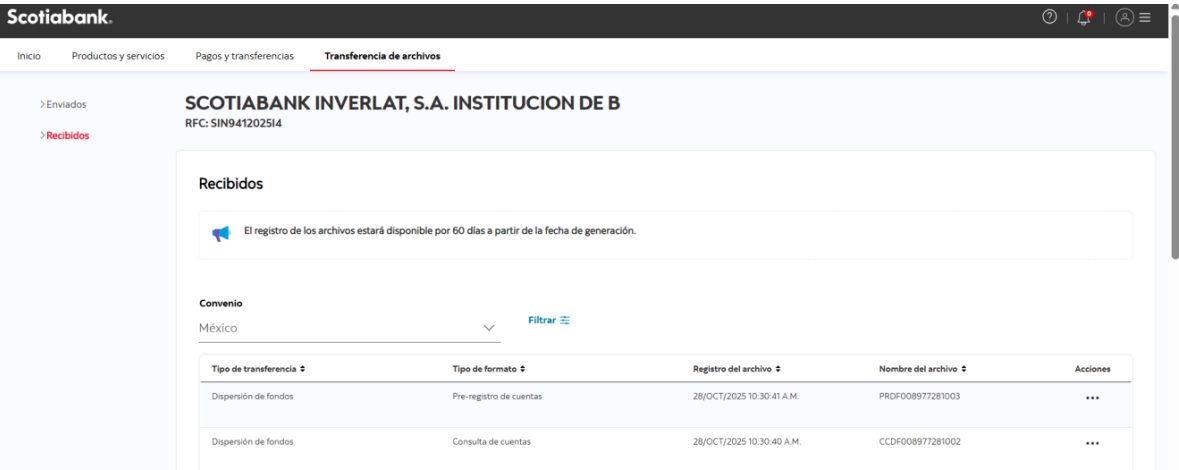 Scotiabank.
Inicio Productos y servicios Pagos y transferencias Transferencia de archivos
Enviados
Recibidos
SCOTIABANK INVERLAT, S.A. INSTITUCION DE B
RFC: SIN9412025I4
Recibidos
El registro de los archivos estará disponible por 60 días a partir de la fecha de generación.
Convenio
México
Filtrar
Tipo de transferencia Tipo de formato Registro del archivo Nombre del archivo Acciones
Dispersión de fondos Pre-registro de cuentas 28/OCT/2025 10:30:41 A.M. PRDF008977281003
Dispersión de fondos Consulta de cuentas 28/OCT/2025 10:30:40 A.M. CCDF008977281002